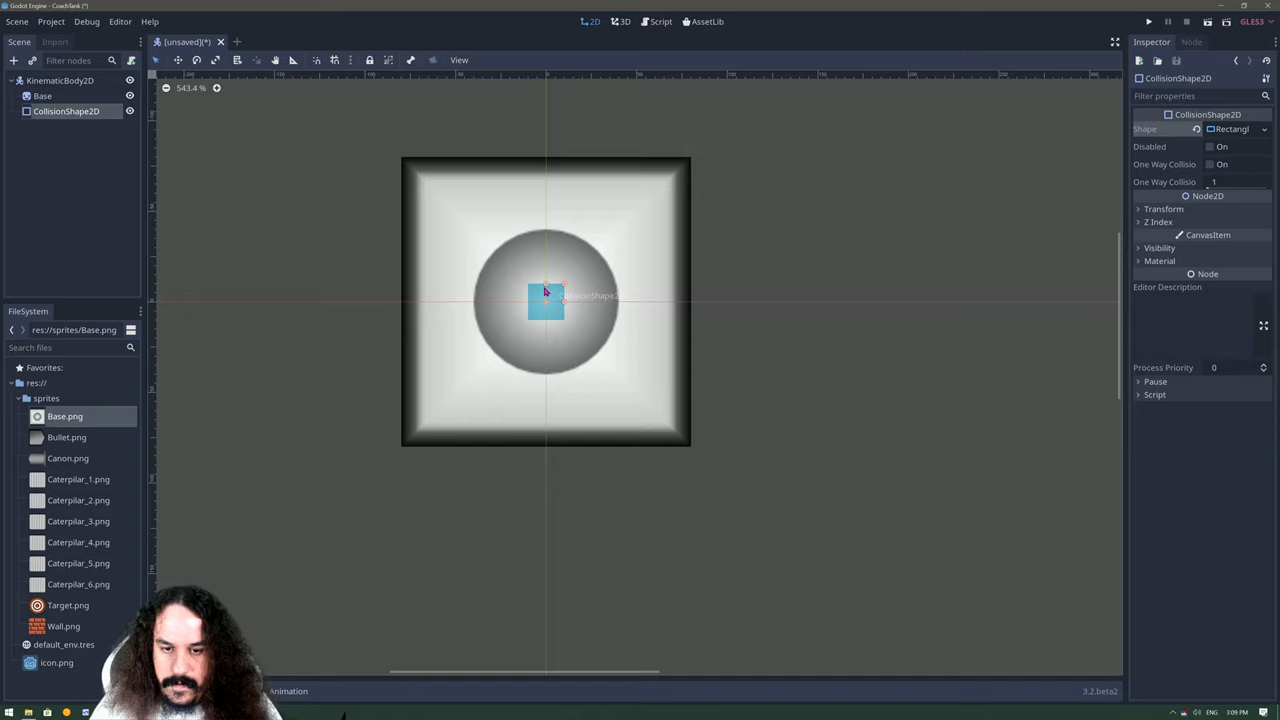 Godot Engine - CoachTank (*)
Scene Project Debug Editor Help
2D 3D Script AssetLib
GLES3
Scene Import
[unsaved](*)
Inspector Node
Filter nodes
View
KinematicBody2D
Base
CollisionShape2D
543.4 %
CollisionShape2D
Filter properties
CollisionShape2D
Shape Rectangl
Disabled On
One Way Collisio On
One Way Collisio 1
Node2D
Transform
Z Index
CanvasItem
Visibility
Material
Node
Editor Description
Process Priority 0
Pause
Script
CollisionShape2
FileSystem
res://sprites/Base.png
Search files
Favorites:
res://
sprites
Base.png
Bullet.png
Canon.png
Caterpilar_1.png
Caterpilar_2.png
Caterpilar_3.png
Caterpilar_4.png
Caterpilar_5.png
Caterpilar_6.png
Target.png
Wall.png
default_env.tres
icon.png
Animation
3.2.beta2
ENG 3:09 PM